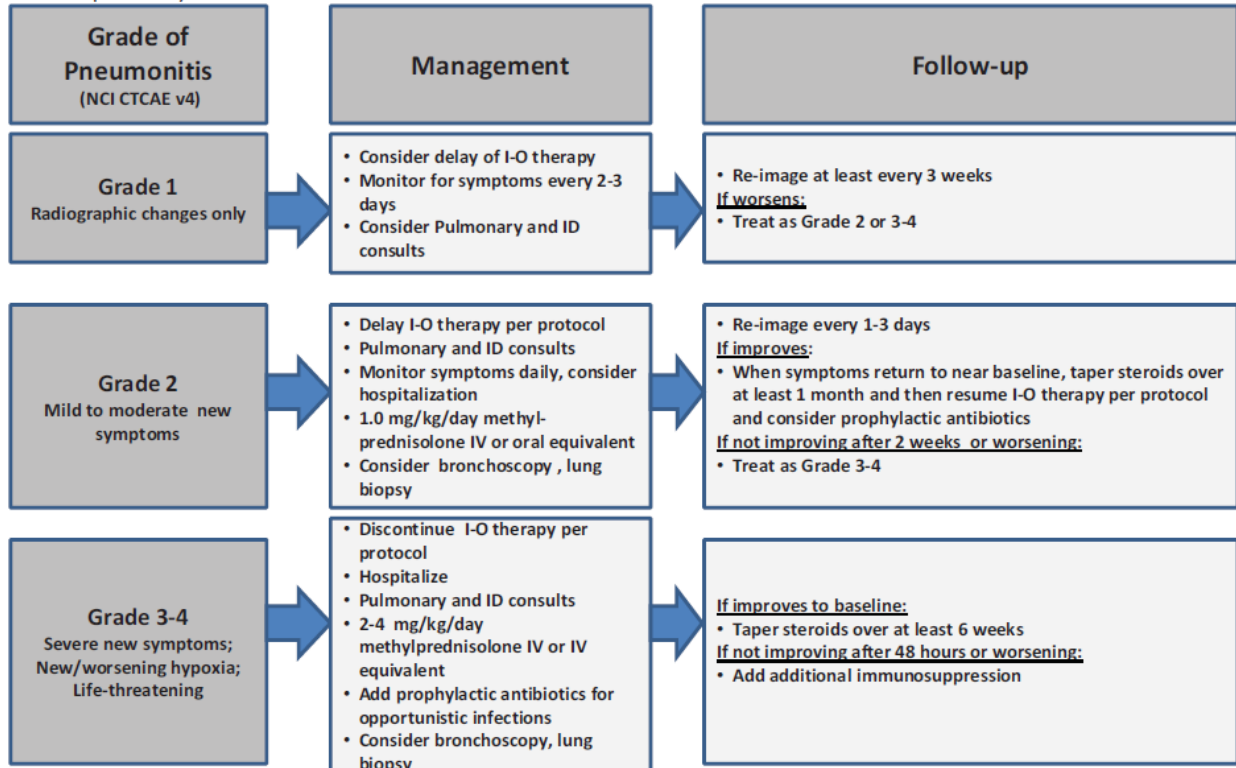 Grade of
Pneumonitis
(NCI CTCAE v4)
Management
Follow-up
Grade 1
Radiographic changes only
• Consider delay of I-O therapy
• Monitor for symptoms every 2-3
days
• Consider Pulmonary and ID
consults
• Re-image at least every 3 weeks
If worsens:
• Treat as Grade 2 or 3-4
Grade 2
Mild to moderate new
symptoms
• Delay I-O therapy per protocol
• Pulmonary and ID consults
• Monitor symptoms daily, consider
hospitalization
• 1.0 mg/kg/day methyl-
prednisolone IV or oral equivalent
• Consider bronchoscopy , lung
biopsy
• Re-image every 1-3 days
If improves:
• When symptoms return to near baseline, taper steroids over
at least 1 month and then resume I-O therapy per protocol
and consider prophylactic antibiotics
If not improving after 2 weeks or worsening:
• Treat as Grade 3-4
Grade 3-4
Severe new symptoms;
New/worsening hypoxia;
Life-threatening
• Discontinue I-O therapy per
protocol
• Hospitalize
• Pulmonary and ID consults
• 2-4 mg/kg/day
methylprednisolone IV or IV
equivalent
• Add prophylactic antibiotics for
opportunistic infections
• Consider bronchoscopy, lung
biopsy
If improves to baseline:
• Taper steroids over at least 6 weeks
If not improving after 48 hours or worsening:
• Add additional immunosuppression